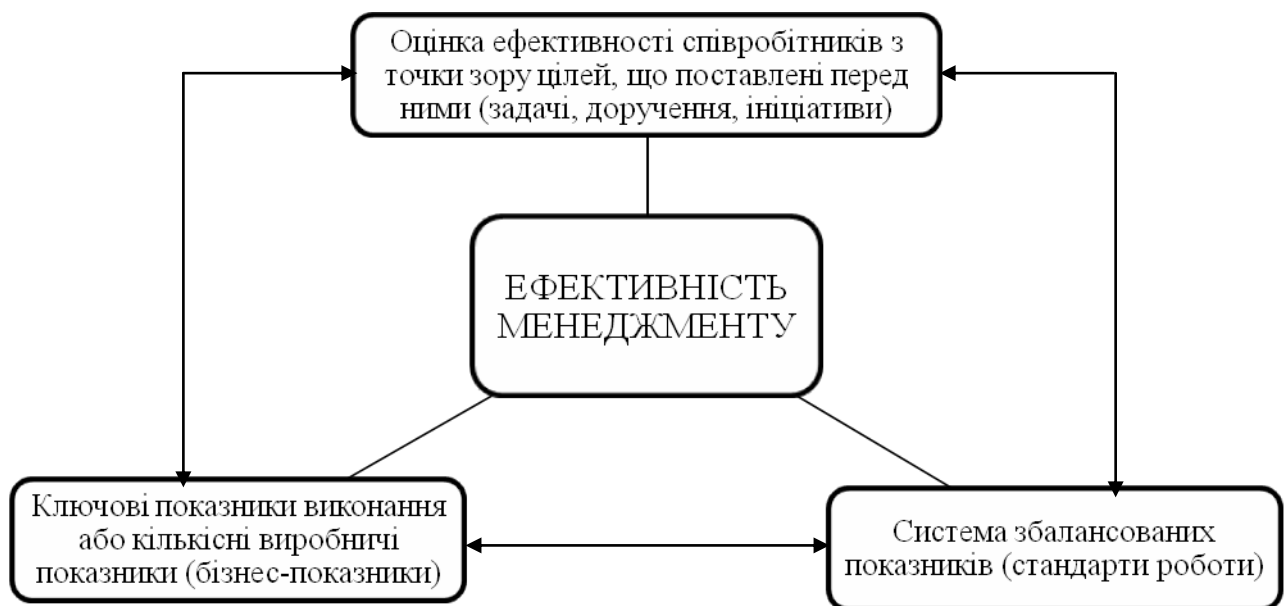 Оцінка ефективності співробітників з
точки зору цілей, що поставлені перед
ними (задачі, доручення, ініціативи)
ЕФЕКТИВНІСТЬ
МЕНЕДЖМЕНТУ
Ключові показники виконання
або кількісні виробничі
показники (бізнес-показники)
Система збалансованих
показників (стандарти роботи)